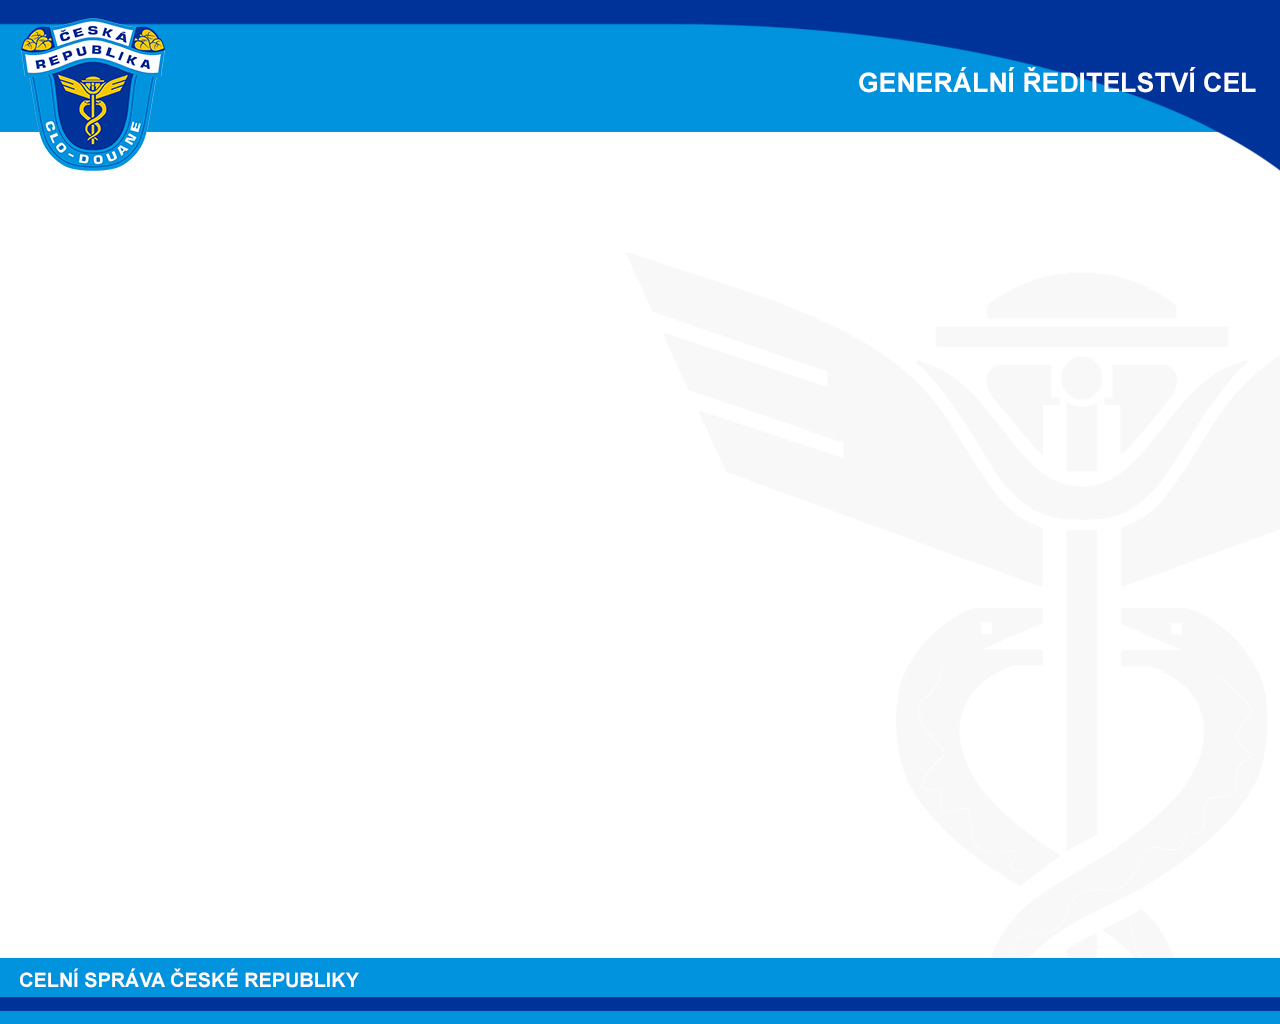 ČESKÁ
REPUBLIKA
CLO-DOUANE
GENERÁLNÍ ŘEDITELSTVÍ CEL
CELNÍ SPRÁVA ČESKÉ REPUBLIKY